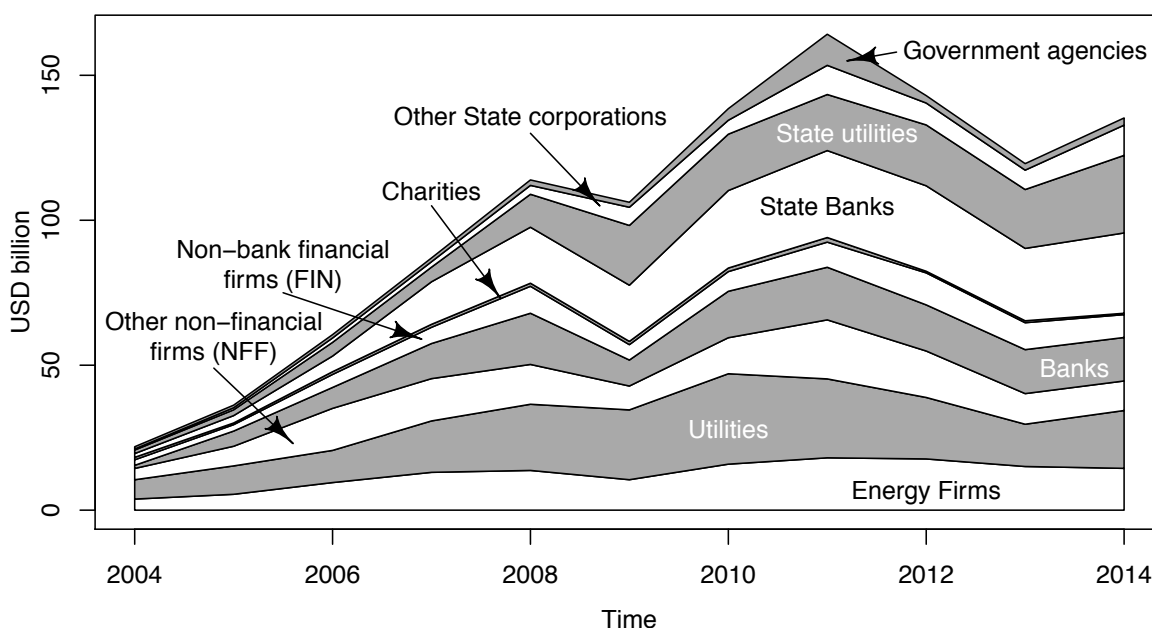 USD billion
150
100
50
0
Government agencies
Other State corporations
State utilities
Charities
State Banks
Non−bank financial
firms (FIN)
Other non−financial
firms (NFF)
Banks
Utilities
Energy Firms
2004 2006 2008 2010 2012 2014
Time